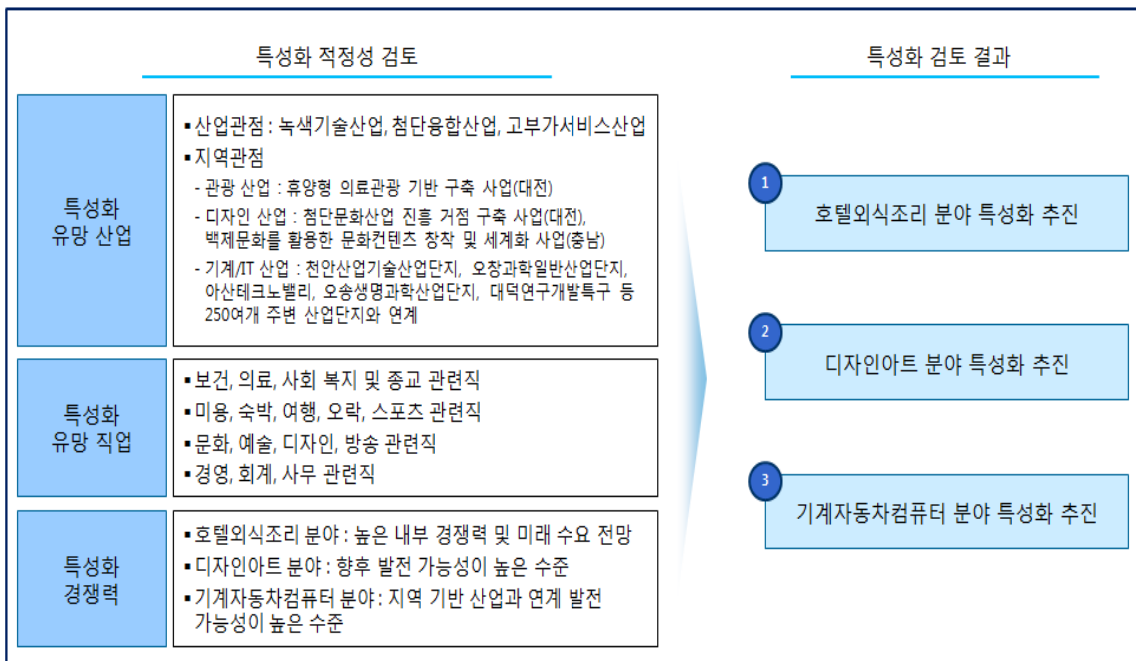 특성화 적정성 검토
특성화 검토 결과
특성화
유망 산업
▪산업관점 : 녹색기술산업, 첨단융합산업, 고부가서비스산업
▪지역관점
- 관광 산업 : 휴양형 의료관광 기반 구축 사업(대전)
- 디자인 산업 : 첨단문화산업 진흥 거점 구축 사업(대전),
백제문화를 활용한 문화컨텐츠 창작 및 세계화 사업(충남)
- 기계/IT 산업 : 천안산업기술산업단지, 오창과학일반산업단지,
아산테크노밸리, 오송생명과학산업단지, 대덕연구개발특구 등
250여개 주변 산업단지와 연계
특성화
유망 직업
▪보건, 의료, 사회 복지 및 종교 관련직
▪미용, 숙박, 여행, 오락, 스포츠 관련직
▪문화, 예술, 디자인, 방송 관련직
▪경영, 회계, 사무 관련직
특성화
경쟁력
▪호텔외식조리 분야 : 높은 내부 경쟁력 및 미래 수요 전망
▪디자인아트 분야 : 향후 발전 가능성이 높은 수준
▪기계자동차컴퓨터 분야 : 지역 기반 산업과 연계 발전
가능성이 높은 수준
1
호텔외식조리 분야 특성화 추진
2
디자인아트 분야 특성화 추진
3
기계자동차컴퓨터 분야 특성화 추진